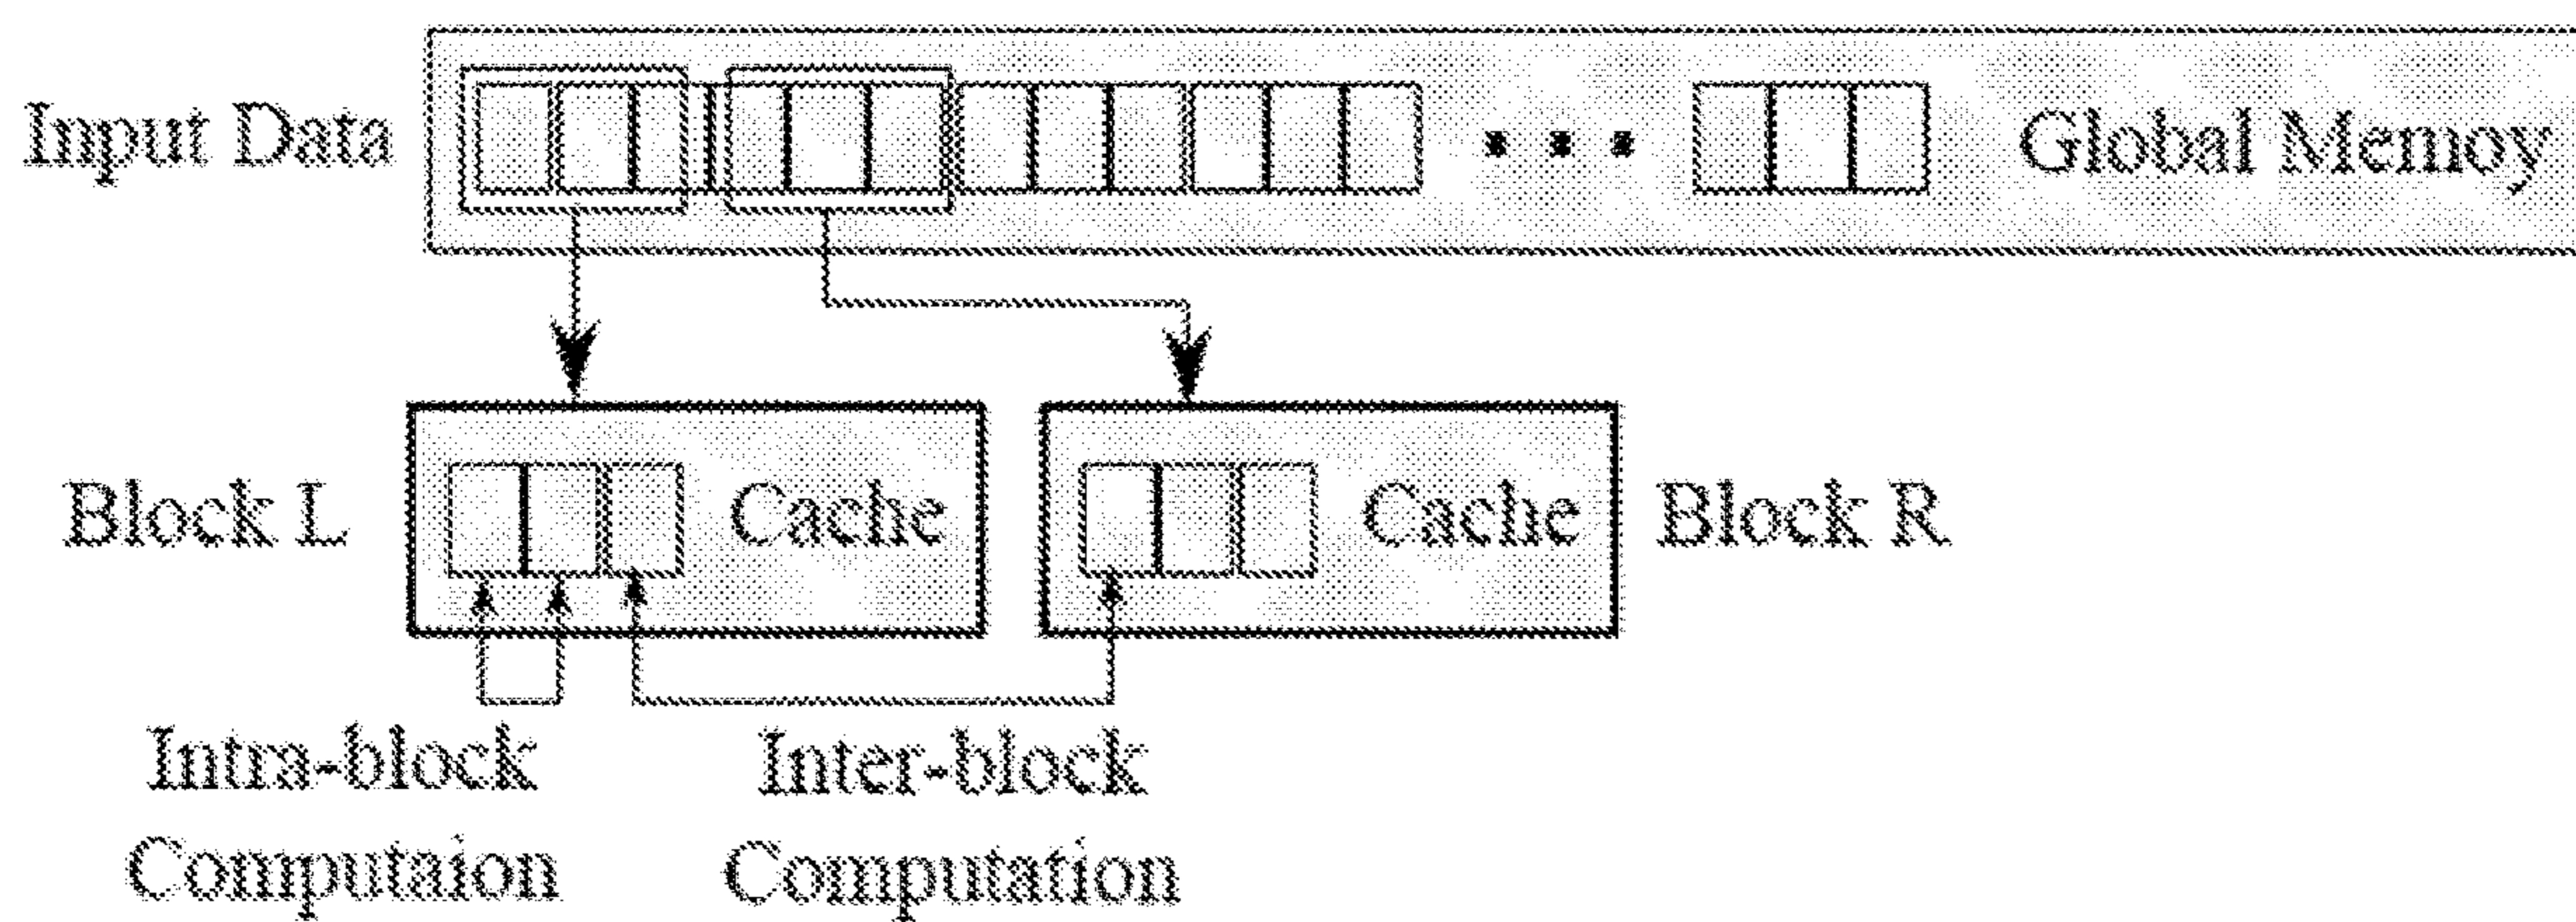 Input Data
Global Memoy
Block L
Cache
Cache
Block R
Intra-block
Computaion
Inter-block
Computation